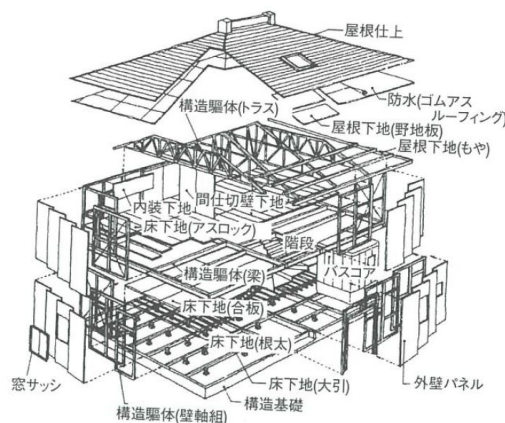 屋根仕上
防水(ゴムアス
ルーフィング)
構造躯体(トラス)
屋根下地(野地板)
屋根下地(もや)
内装下地
間仕切壁下地
床下地(アスロック)
階段
構造躯体(梁)
バスコア
床下地(合板)
床下地(根太)
窓サッシ
床下地(大引)
外壁パネル
構造躯体(壁軸組)
構造基礎